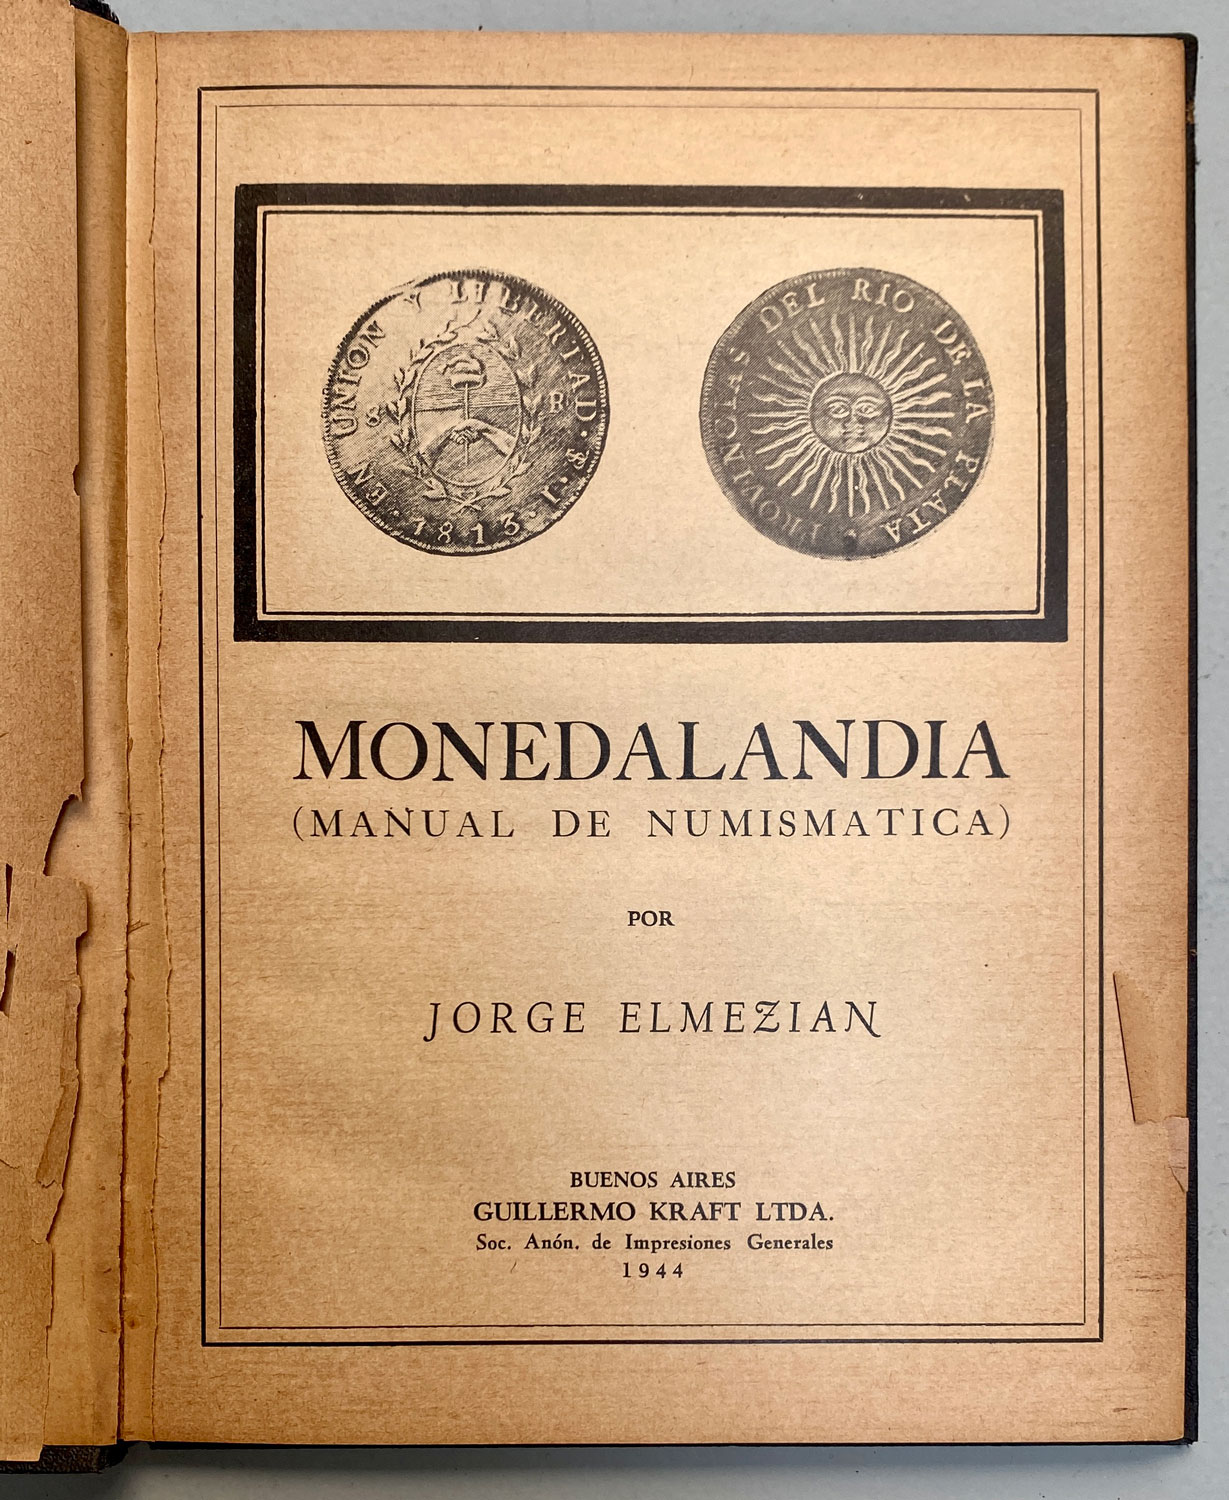 EN UNION Y LIBERTAD·
8 R
·1813·J·
PROVINCIAS DEL RIO DE LA PLATA·
MONEDALANDIA
(MANUAL DE NUMISMATICA)
POR
JORGE ELMEZIAN
BUENOS AIRES
GUILLERMO KRAFT LTDA.
Soc. Anón. de Impresiones Generales
1944